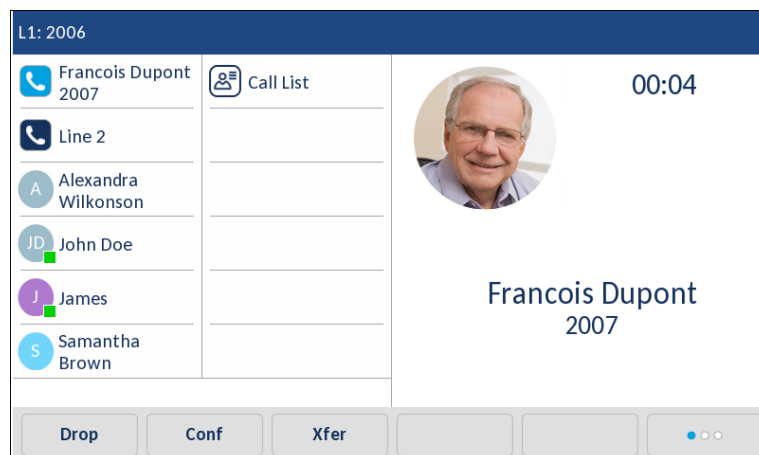 L1: 2006
Francois Dupont
2007
Call List
Line 2
A
Alexandra
Wilkonson
JD
John Doe
J
James
S
Samantha
Brown
00:04
Francois Dupont
2007
Drop
Conf
Xfer